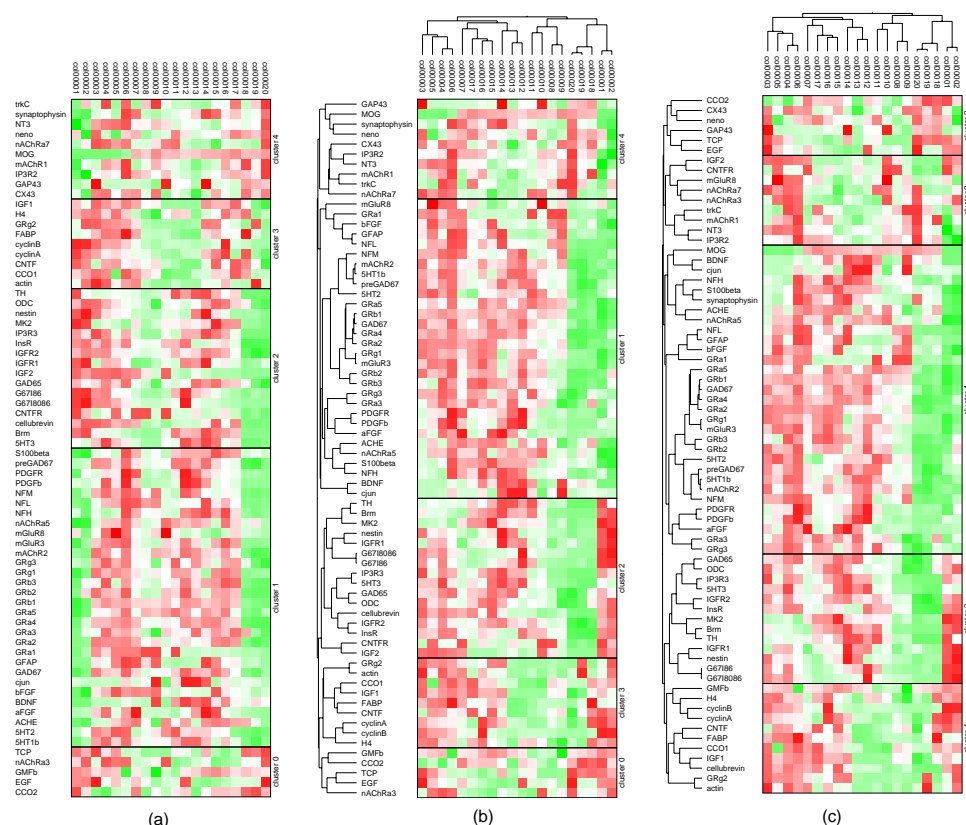 col00001
col00002
col00003
col00004
col00005
col00006
col00007
col00008
col00009
col00010
col00011
col00012
col00013
col00014
col00015
col00016
col00017
col00018
col00019
col00020
trkC
synaptophysin
NT3
neno
nAChRa7
MOG
mAChR1
IP3R2
GAP43
CX43
IGF1
H4
GRg2
FABP
cyclinB
cyclinA
CNTF
CCO1
actin
TH
ODC
nestin
MK2
IP3R3
InsR
IGFR2
IGFR1
IGF2
GAD65
G67I86
G67I8086
CNTFR
cellubrevin
Brm
5HT3
S100beta
preGAD67
PDGFR
PDGFb
NFM
NFL
NFH
nAChRa5
mGluR8
mGluR3
mAChR2
GRg3
GRg1
GRb3
GRb2
GRb1
GRa5
GRa4
GRa3
GRa2
GRa1
GFAP
GAD67
cjun
bFGF
BDNF
aFGF
ACHE
5HT2
5HT1b
TCP
nAChRa3
GMFb
EGF
CCO2
cluster 4
cluster 3
cluster 2
cluster 1
cluster 0
(a)
col00003
col00005
col00004
col00006
col00007
GAP43
MOG
synaptophysin
neno
CX43
IP3R2
NT3
mAChR1
trkC
nAChRa7
mGluR8
GRa1
bFGF
GFAP
NFL
NFM
mAChR2
5HT1b
preGAD67
5HT2
GRa5
GRb1
GAD67
GRa4
GRa2
GRg1
mGluR3
GRb2
GRb3
GRg3
GRa3
PDGFR
PDGFb
aFGF
ACHE
nAChRa5
S100beta
NFH
BDNF
cjun
TH
Brm
MK2
nestin
IGFR1
G67I8086
G67I86
IP3R3
5HT3
GAD65
ODC
cellubrevin
IGFR2
InsR
CNTFR
IGF2
GRg2
actin
CCO1
IGF1
FABP
CNTF
cyclinA
cyclinB
H4
GMFb
CCO2
TCP
EGF
nAChRa3
cluster 4
cluster 1
cluster 2
cluster 3
cluster 0
(b)
col00003
col00005
col00004
col00006
col00007
CCO2
CX43
neno
GAP43
TCP
EGF
IGF2
CNTFR
mGluR8
nAChRa7
nAChRa3
trkC
mAChR1
NT3
IP3R2
MOG
BDNF
cjun
NFH
S100beta
synaptophysin
ACHE
nAChRa5
NFL
GFAP
bFGF
GRa1
GRa5
GRb1
GAD67
GRa4
GRa2
GRg1
mGluR3
GRb3
GRb2
5HT2
preGAD67
5HT1b
mAChR2
NFM
PDGFR
PDGFb
aFGF
GRa3
GRg3
GAD65
ODC
IP3R3
5HT3
IGFR2
InsR
MK2
Brm
TH
IGFR1
nestin
G67I86
G67I8086
GMFb
H4
cyclinB
cyclinA
CNTF
FABP
CCO1
IGF1
cellubrevin
GRg2
actin
(c)